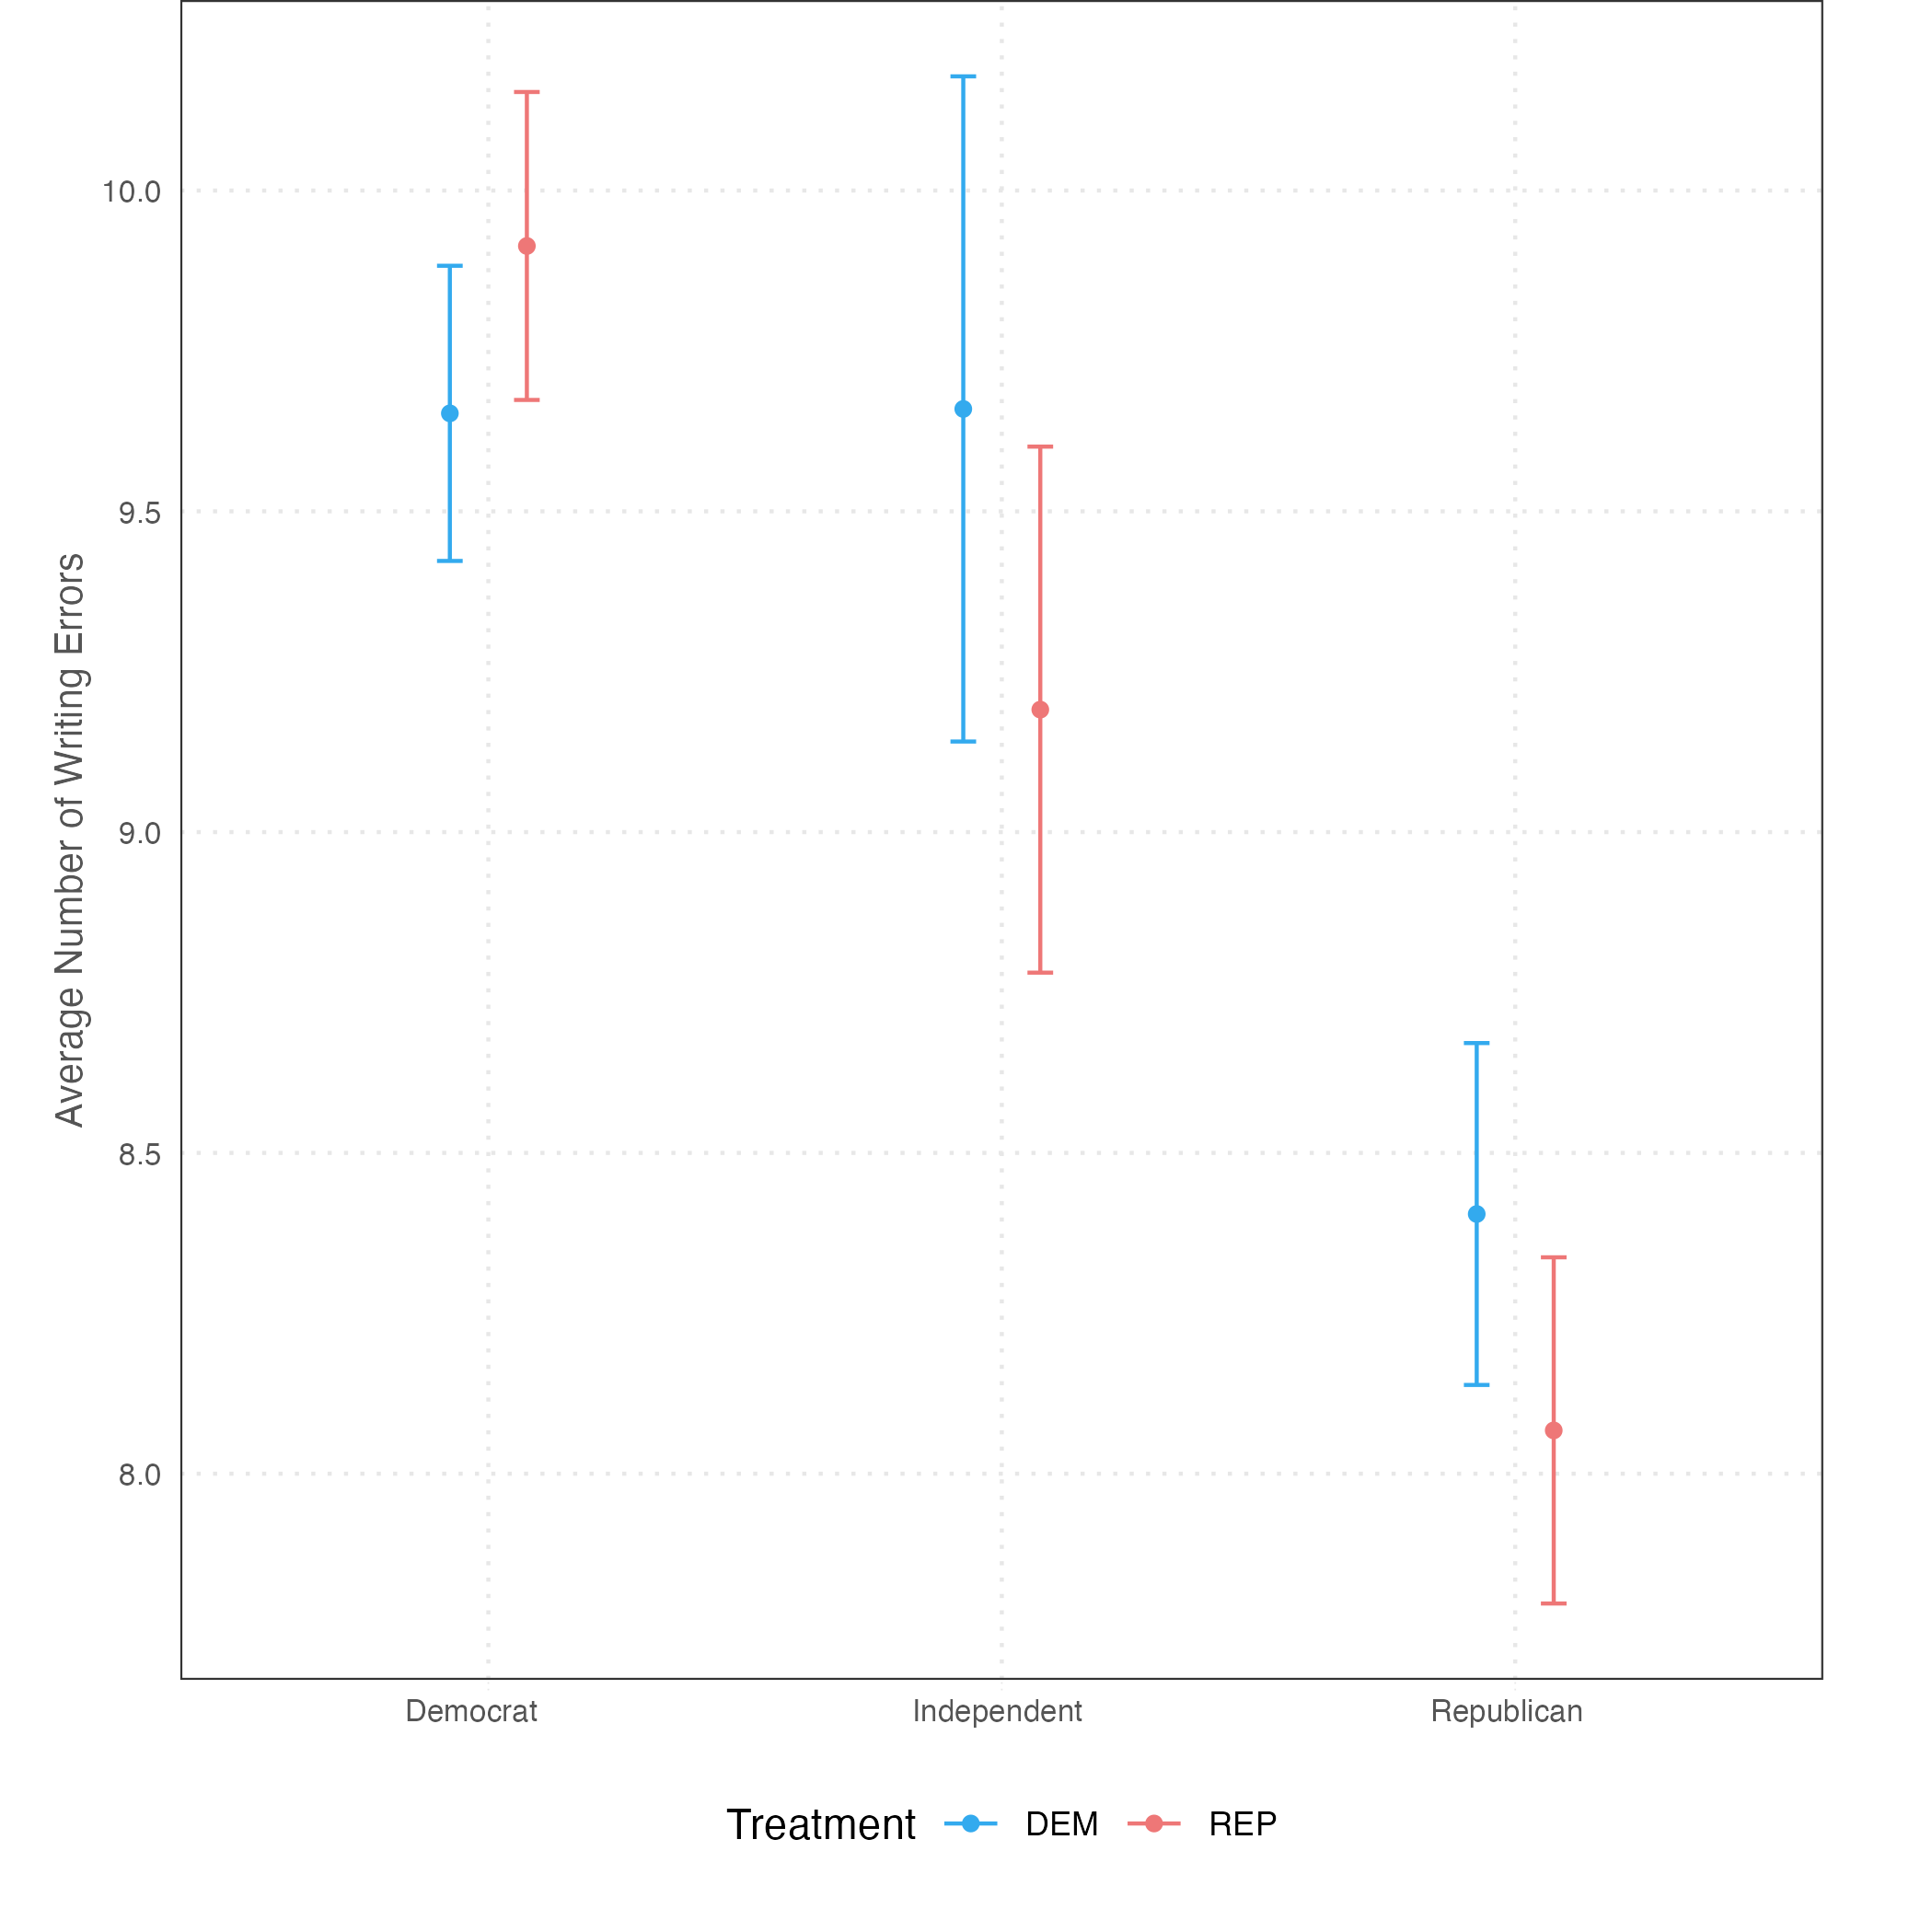 Average Number of Writing Errors
10.0
9.5
9.0
8.5
8.0
Democrat Independent Republican
Treatment DEM REP